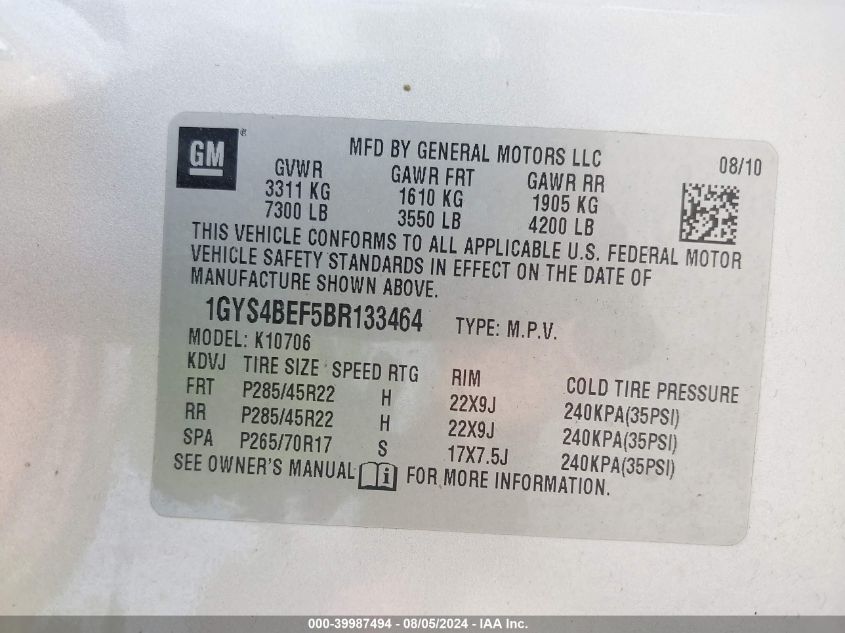 GM ®
MFD BY GENERAL MOTORS LLC 08/10
GVWR GAWR FRT GAWR RR
3311 KG 1610 KG 1905 KG
7300 LB 3550 LB 4200 LB
THIS VEHICLE CONFORMS TO ALL APPLICABLE U.S. FEDERAL MOTOR
VEHICLE SAFETY STANDARDS IN EFFECT ON THE DATE OF
MANUFACTURE SHOWN ABOVE.
1GYS4BEF5BR133464 TYPE: M.P.V.
MODEL: K10706
KDVJ TIRE SIZE SPEED RTG RIM COLD TIRE PRESSURE
FRT P285/45R22 H 22X9J 240KPA(35PSI)
RR P285/45R22 H 22X9J 240KPA(35PSI)
SPA P265/70R17 S 17X7.5J 240KPA(35PSI)
SEE OWNER'S MANUAL i FOR MORE INFORMATION.
000-39987494 - 08/05/2024 - IAA Inc.